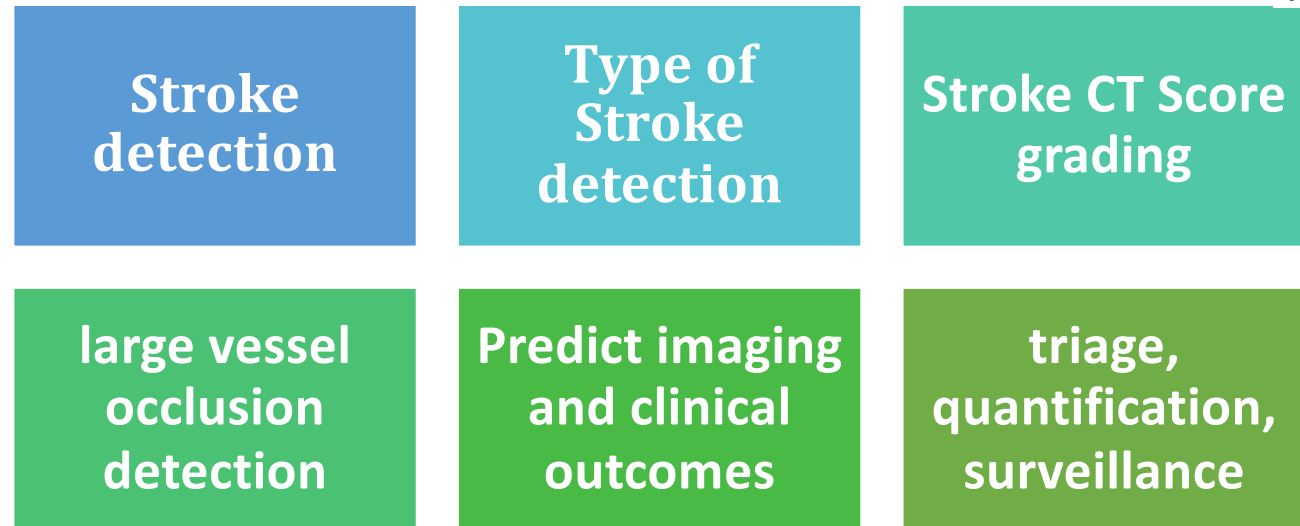 Stroke
detection
Type of
Stroke
detection
Stroke CT Score
grading
large vessel
occlusion
detection
Predict imaging
and clinical
outcomes
triage,
quantification,
surveillance